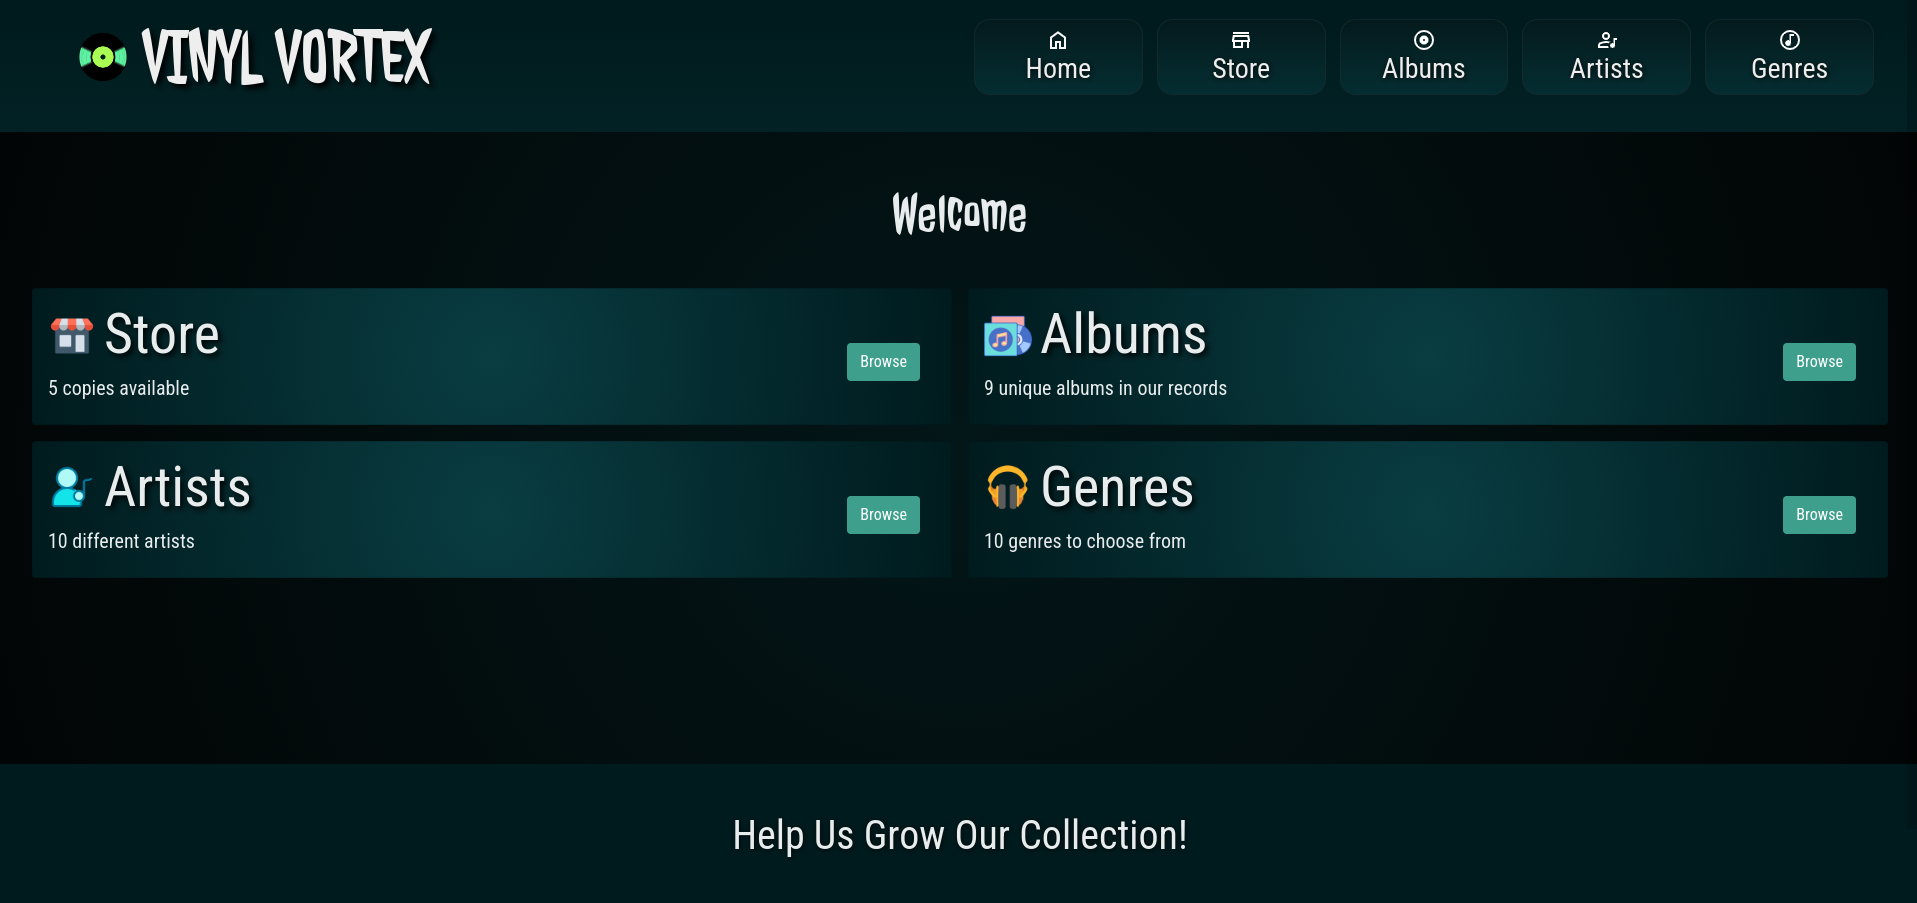 VINYL VORTEX
Home
Store
Albums
Artists
Genres
Welcome
Store
5 copies available
Browse
Albums
9 unique albums in our records
Browse
Artists
10 different artists
Browse
Genres
10 genres to choose from
Browse
Help Us Grow Our Collection!